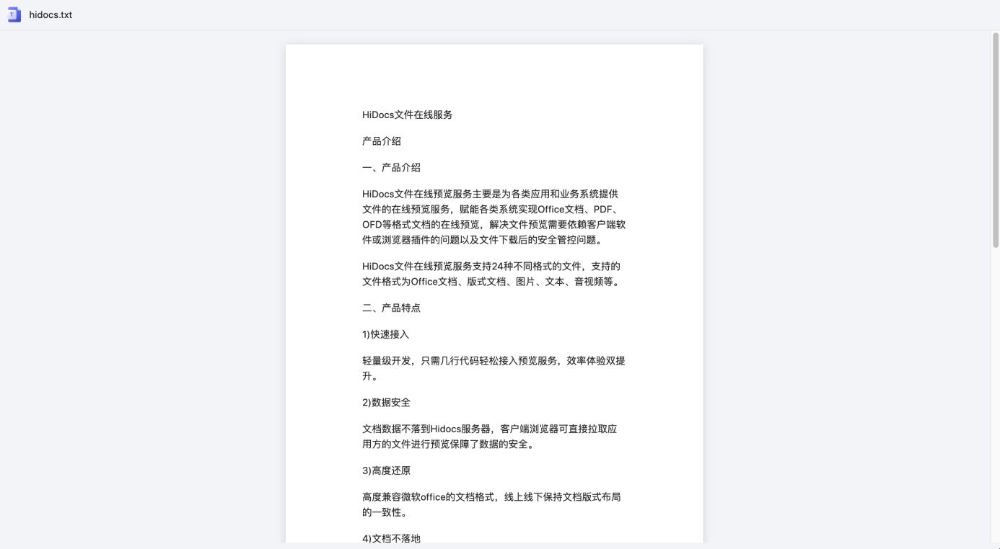 hidocs.txt
HiDocs文件在线服务
产品介绍
一、产品介绍
HiDocs文件在线预览服务主要是为各类应用和业务系统提供
文件的在线预览服务，赋能各类系统实现Office文档、PDF、
OFD等格式文档的在线预览，解决文件预览需要依赖客户端软
件或浏览器插件的问题以及文件下载后的安全管控问题。
HiDocs文件在线预览服务支持24种不同格式的文件，支持的
文件格式为Office文档、版式文档、图片、文本、音视频等。
二、产品特点
1)快速接入
轻量级开发，只需几行代码轻松接入预览服务，效率体验双提
升。
2)数据安全
文档数据不落到Hidocs服务器，客户端浏览器可直接拉取应
用方的文件进行预览保障了数据的安全。
3)高度还原
高度兼容微软office的文档格式，线上线下保持文档版式布局
的一致性。
4)文档不落地